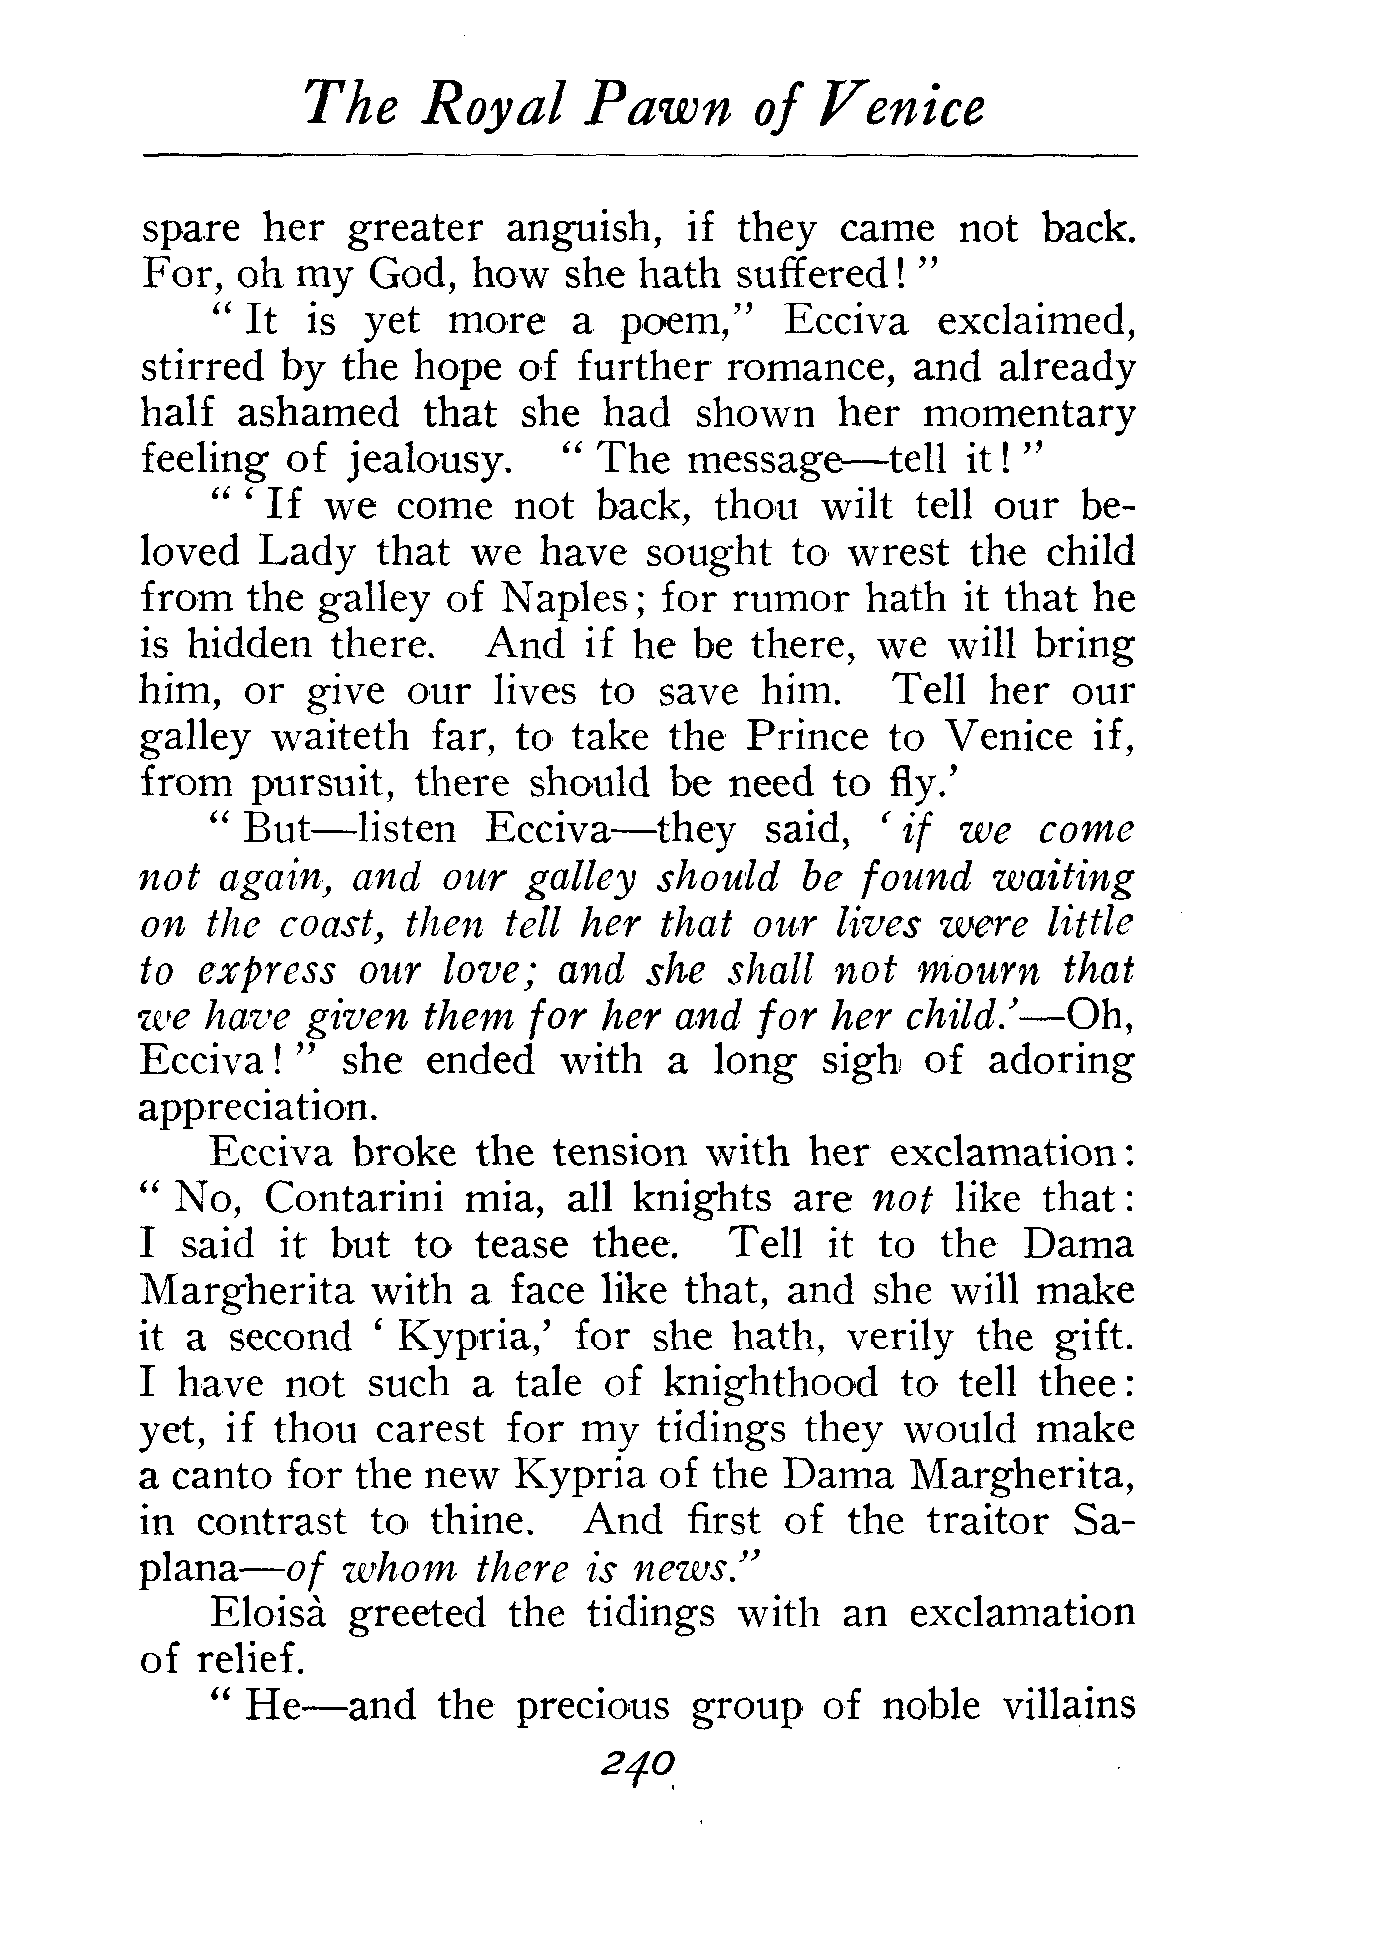 The Royal Pawn of Venice
spare her greater anguish, if they came not back.
For, oh my God, how she hath suffered! ”
“ It is yet more a poem,” Ecciva exclaimed,
stirred by the hope of further romance, and already
half ashamed that she had shown her momentary
feeling of jealousy. “ The message—tell it! ”
“ ‘ If we come not back, thou wilt tell our be-
loved Lady that we have sought to wrest the child
from the galley of Naples; for rumor hath it that he
is hidden there. And if he be there, we will bring
him, or give our lives to save him. Tell her our
galley waiteth far, to take the Prince to Venice if,
from pursuit, there should be need to fly.’
“ But—listen Ecciva—they said, ‘ if we come
not again, and our galley should be found waiting
on the coast, then tell her that our lives were little
to express our love; and she shall not mourn that
we have given them for her and for her child.’—Oh,
Ecciva! ” she ended with a long sigh of adoring
appreciation.
Ecciva broke the tension with her exclamation:
“ No, Contarini mia, all knights are not like that:
I said it but to tease thee. Tell it to the Dama
Margherita with a face like that, and she will make
it a second ‘ Kypria,’ for she hath, verily the gift.
I have not such a tale of knighthood to tell thee:
yet, if thou carest for my tidings they would make
a canto for the new Kypria of the Dama Margherita,
in contrast to thine. And first of the traitor Sa-
plana—of whom there is news.”
Eloisà greeted the tidings with an exclamation
of relief.
“ He—and the precious group of noble villains
240